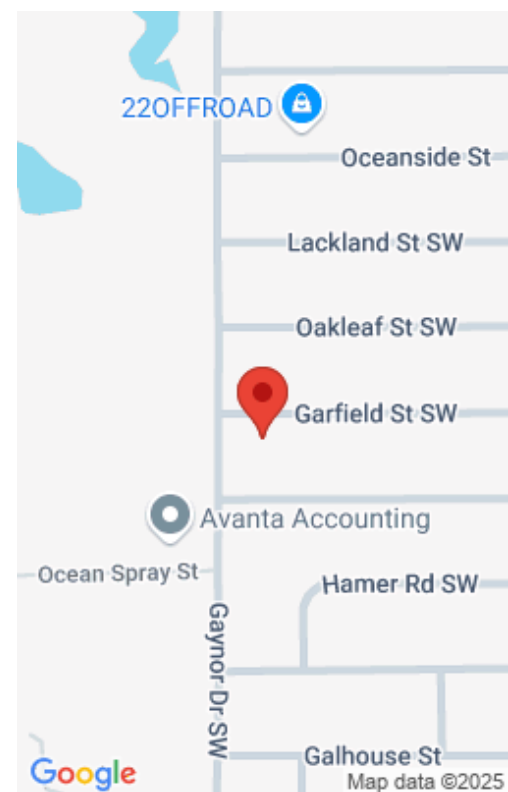 22OFFROAD
Oceanside St
Lackland St SW
Oakleaf St SW
Garfield St SW
Avanta Accounting
Ocean Spray St
Hamer Rd SW
Gaynor Dr SW
Galhouse St
Google
Map data ©2025